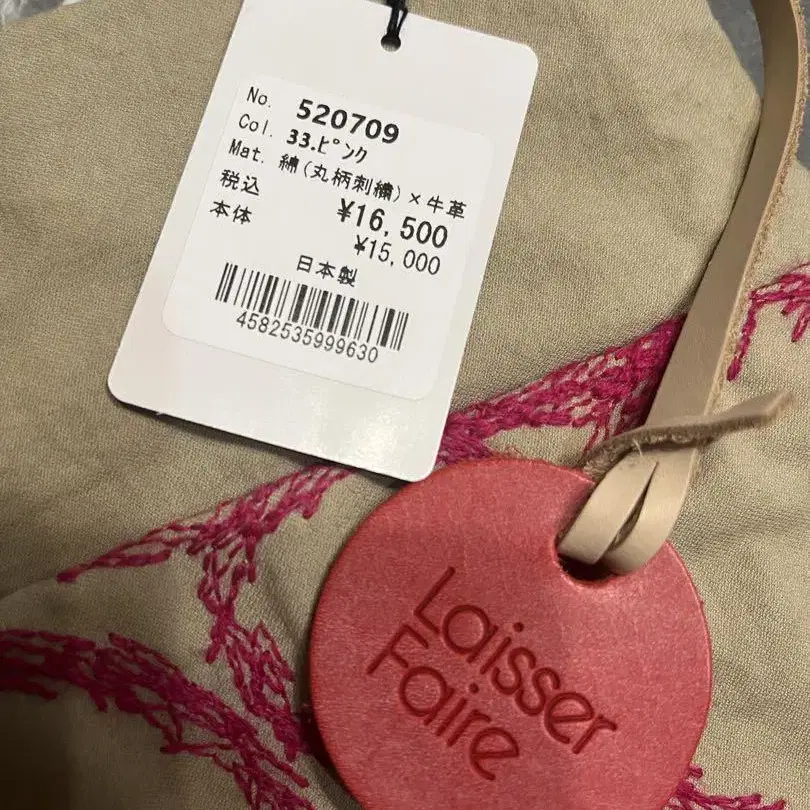 No. 520709
Col. 33.ピンク
Mat. 綿(丸柄刺繍)×牛革
税込 ¥16,500
本体 ¥15,000
日本製
4582535999630
Laisser
Faire